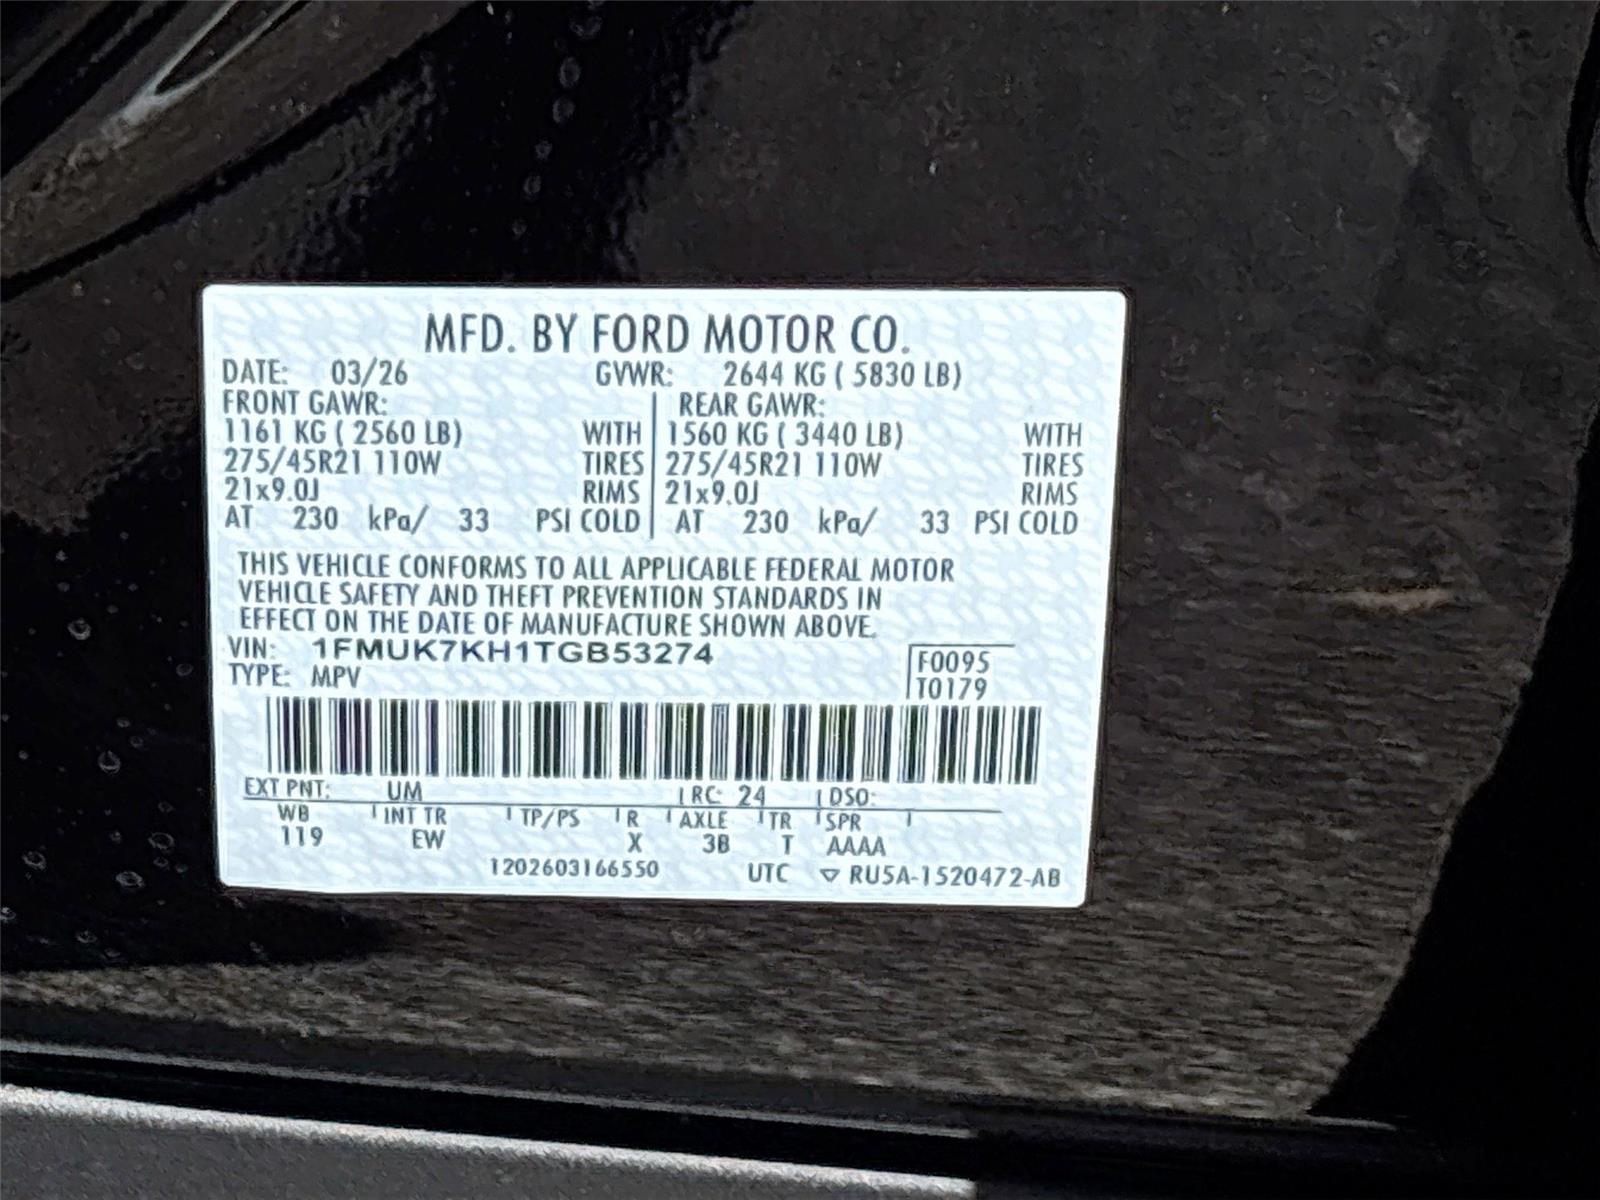 MFD. BY FORD MOTOR CO.
DATE: 03/26 GVWR: 2644 KG ( 5830 LB)
FRONT GAWR: REAR GAWR:
1161 KG ( 2560 LB) WITH 1560 KG ( 3440 LB) WITH
275/45R21 110W TIRES 275/45R21 110W TIRES
21x9.0J RIMS 21x9.0J RIMS
AT 230 kPa/ 33 PSI COLD AT 230 kPa/ 33 PSI COLD
THIS VEHICLE CONFORMS TO ALL APPLICABLE FEDERAL MOTOR
VEHICLE SAFETY AND THEFT PREVENTION STANDARDS IN
EFFECT ON THE DATE OF MANUFACTURE SHOWN ABOVE.
VIN: 1FMUK7KH1TGB53274 F0095
TYPE: MPV T0179
EXT PNT: UM RC: 24 DSO:
WB INT TR TP/PS R AXLE TR SPR
119 EW X 3B T AAAA
1202603166550 UTC ▽ RU5A-1520472-AB